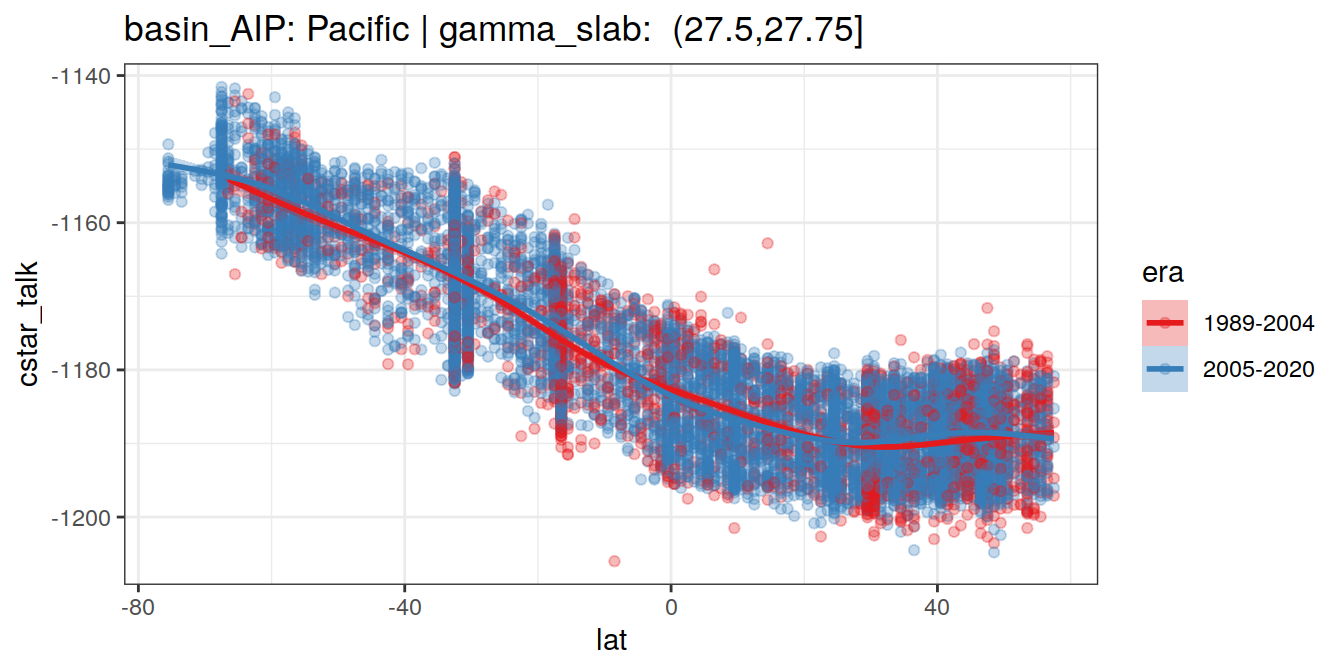 basin_AIP: Pacific | gamma_slab:  (27.5,27.75]
cstar_talk
-1140
-1160
-1180
-1200
-80
-40
0
40
lat
era
1989-2004
2005-2020